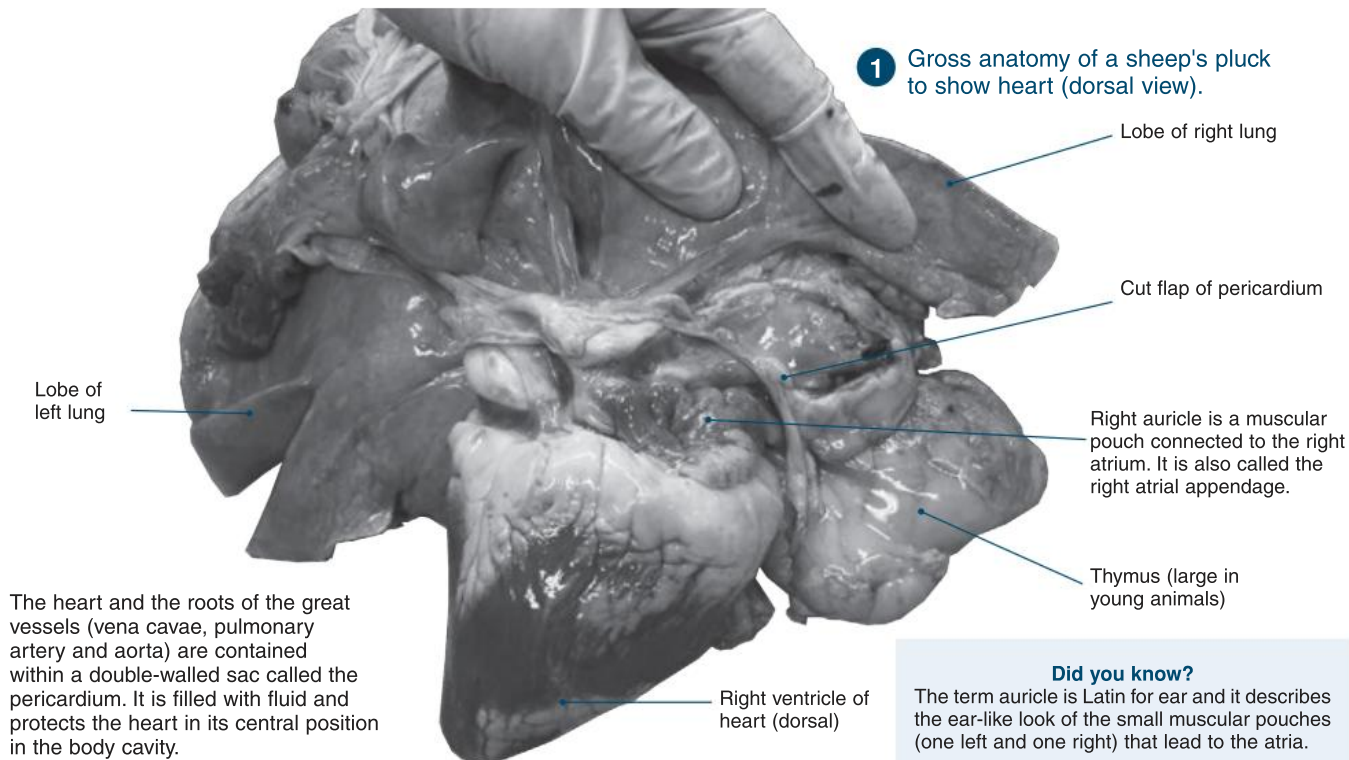 1 Gross anatomy of a sheep's pluck
to show heart (dorsal view).
Lobe of right lung
Cut flap of pericardium
Lobe of
left lung
Right auricle is a muscular
pouch connected to the right
atrium. It is also called the
right atrial appendage.
Thymus (large in
young animals)
The heart and the roots of the great
vessels (vena cavae, pulmonary
artery and aorta) are contained
within a double-walled sac called the
pericardium. It is filled with fluid and
protects the heart in its central position
in the body cavity.
Right ventricle of
heart (dorsal)
Did you know?
The term auricle is Latin for ear and it describes
the ear-like look of the small muscular pouches
(one left and one right) that lead to the atria.